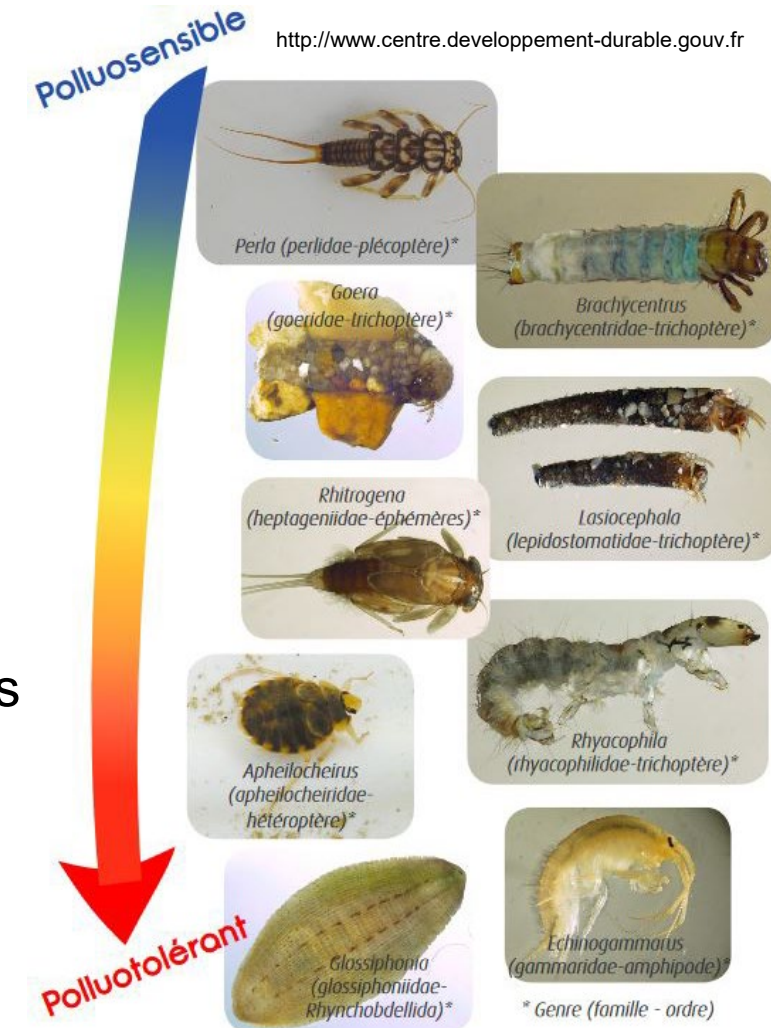 Polluosensible
http://www.centre.developpement-durable.gouv.fr
Perla (perlidae-plécoptère)*
Brachycentrus
(brachycentridae-trichoptère)*
Goera
(goeridae-trichoptère)*
Lasiocephala
(lepidostomatidae-trichoptère)*
Rhitrogena
(heptageniidae-éphémères)*
Rhyacophila
(rhyacophilidae-trichoptère)*
s
Apheilocheirus
(apheilocheiridae-
hétéroptère)*
Echinogammarus
(gammaridae-amphipode)*
Glossiphonia
(glossiphoniidae-
Rhynchobdellida)*
Polluotolérant
* Genre (famille - ordre)